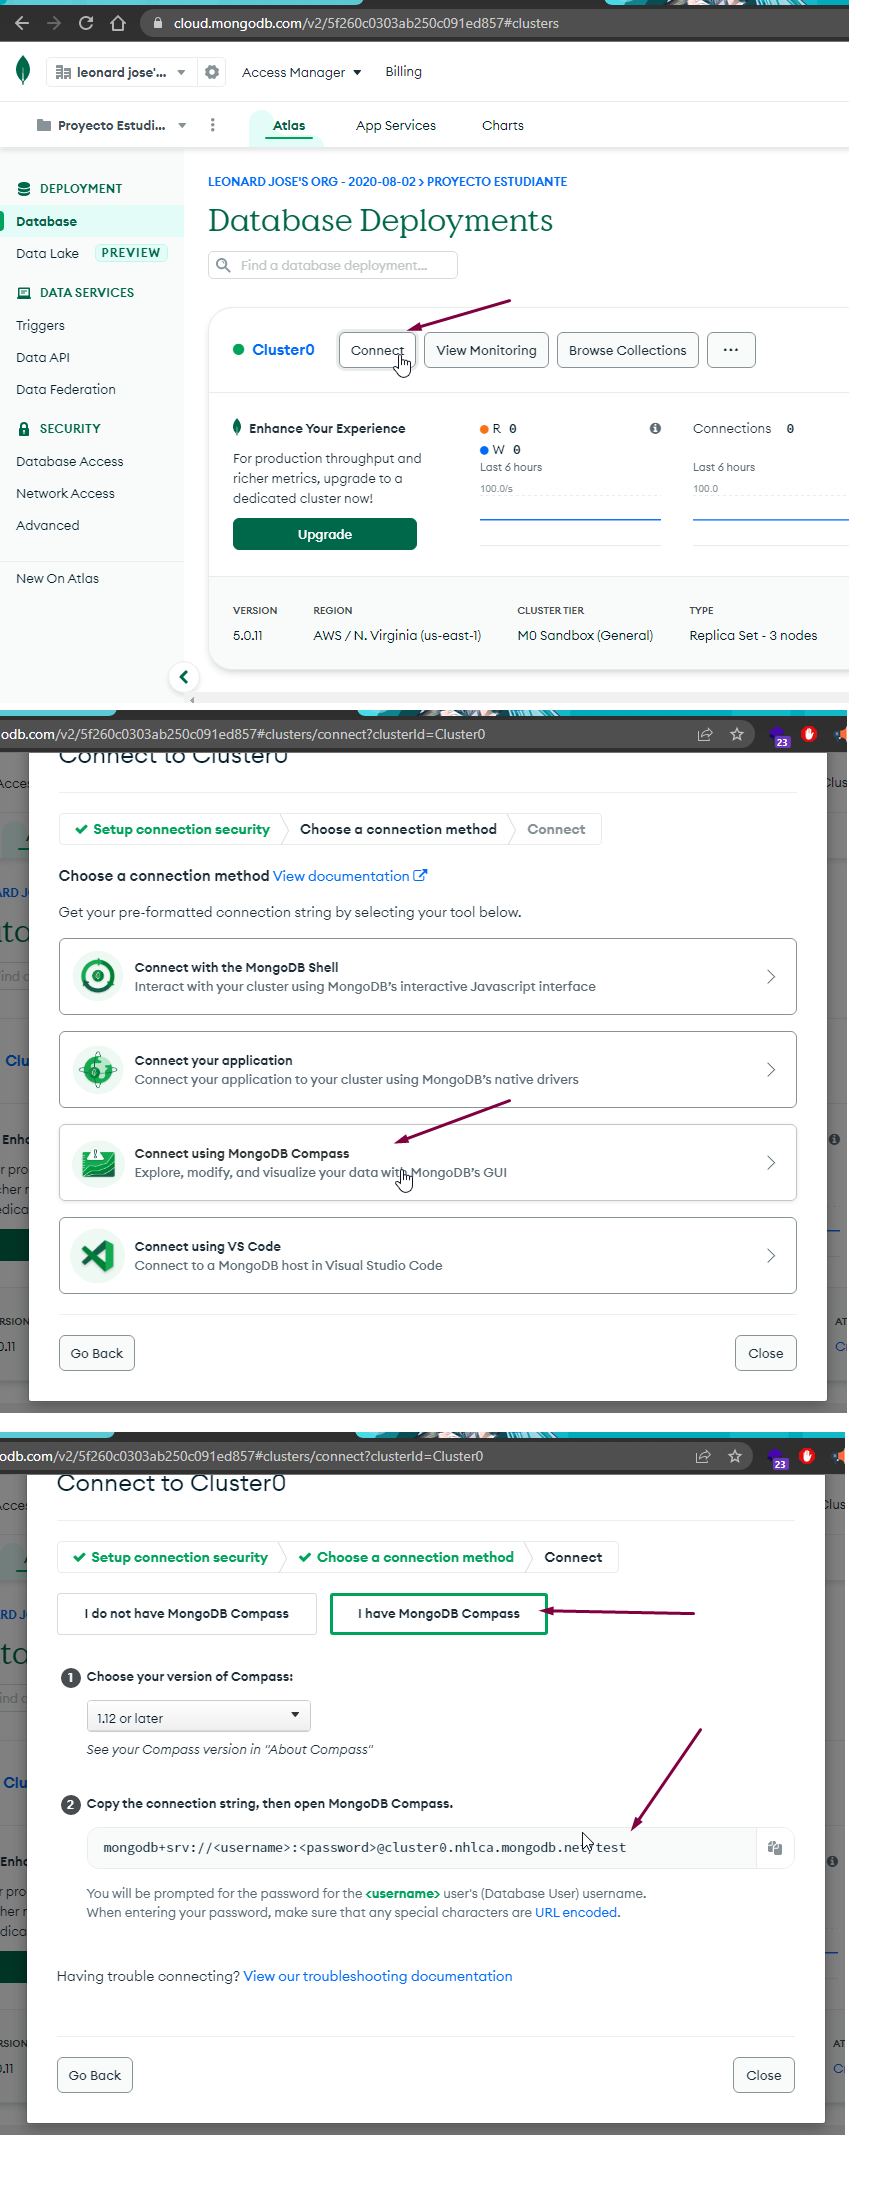 cloud.mongodb.com/v2/5f260c0303ab250c091ed857#clusters
leonard jose'... Access Manager Billing
Proyecto Estudi... Atlas App Services Charts
DEPLOYMENT
Database
Data Lake PREVIEW
DATA SERVICES
Triggers
Data API
Data Federation
SECURITY
Database Access
Network Access
Advanced
New On Atlas
LEONARD JOSE'S ORG - 2020-08-02 > PROYECTO ESTUDIANTE
Database Deployments
Find a database deployment...
Cluster0 Connect View Monitoring Browse Collections ...
Enhance Your Experience
For production throughput and
richer metrics, upgrade to a
dedicated cluster now!
Upgrade
R 0
W 0
Last 6 hours
100.0/s
Connections 0
Last 6 hours
100.0
VERSION REGION CLUSTER TIER TYPE
5.0.11 AWS / N. Virginia (us-east-1) M0 Sandbox (General) Replica Set - 3 nodes
odb.com/v2/5f260c0303ab250c091ed857#clusters/connect?clusterId=Cluster0
23
Connect to Cluster0
Setup connection security Choose a connection method Connect
Choose a connection method View documentation
Get your pre-formatted connection string by selecting your tool below.
Connect with the MongoDB Shell
Interact with your cluster using MongoDB's interactive Javascript interface
Connect your application
Connect your application to your cluster using MongoDB's native drivers
Connect using MongoDB Compass
Explore, modify, and visualize your data with MongoDB's GUI
Connect using VS Code
Connect to a MongoDB host in Visual Studio Code
Go Back Close
odb.com/v2/5f260c0303ab250c091ed857#clusters/connect?clusterId=Cluster0
23
Connect to Cluster0
Setup connection security Choose a connection method Connect
I do not have MongoDB Compass I have MongoDB Compass
1 Choose your version of Compass:
1.12 or later
See your Compass version in "About Compass"
2 Copy the connection string, then open MongoDB Compass.
mongodb+srv://<username>:<password>@cluster0.nhlca.mongodb.net/test
You will be prompted for the password for the <username> user's (Database User) username.
When entering your password, make sure that any special characters are URL encoded.
Having trouble connecting? View our troubleshooting documentation
Go Back Close